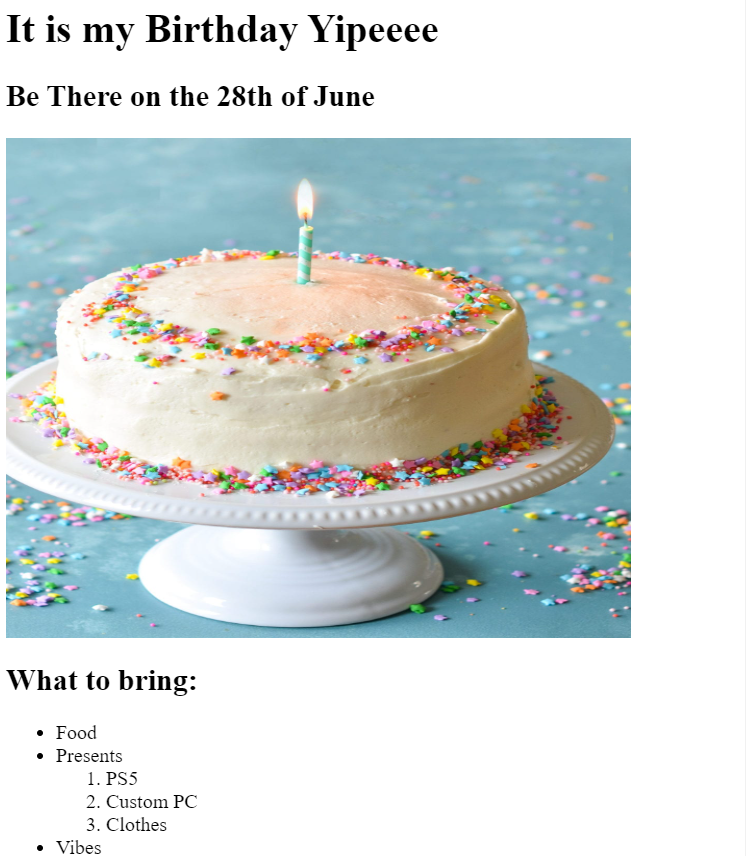 It is my Birthday Yipeeee
Be There on the 28th of June
What to bring:
• Food
• Presents
1. PS5
2. Custom PC
3. Clothes
• Vibes